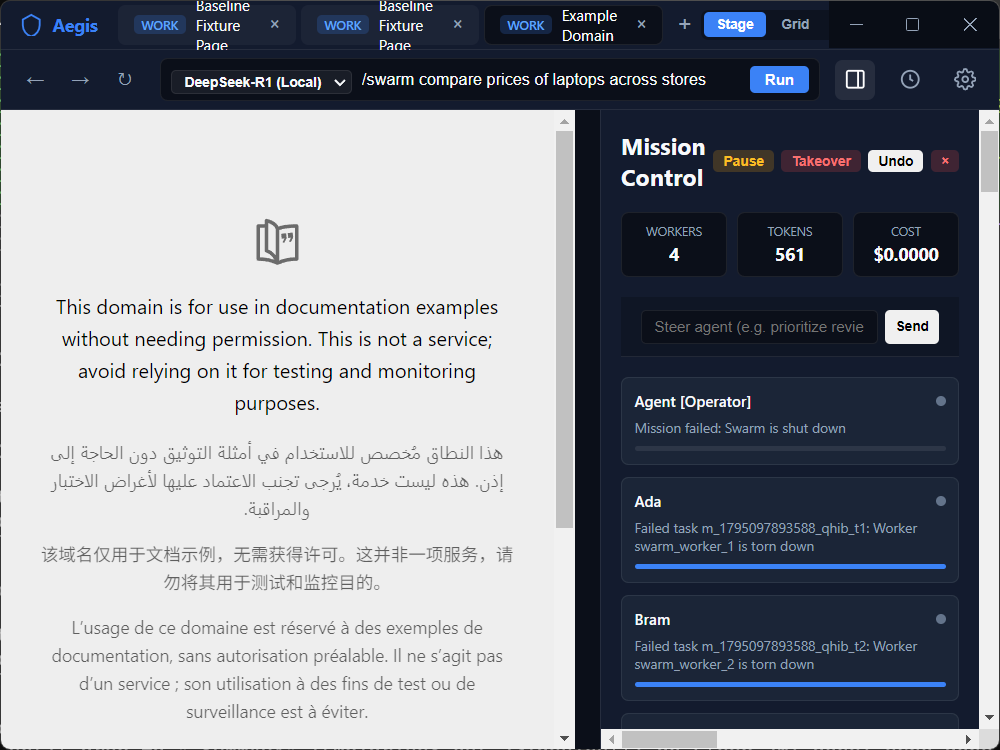 Aegis
WORK
Baseline
Fixture
Page
×
WORK
Baseline
Fixture
Page
×
WORK
Example
Domain
×
+
Stage
Grid
DeepSeek-R1 (Local)
/swarm compare prices of laptops across stores
Run
This domain is for use in documentation examples
without needing permission. This is not a service;
avoid relying on it for testing and monitoring
purposes.
هذا النطاق مُخصص للاستخدام في أمثلة التوثيق دون الحاجة إلى
إذن. هذه ليست خدمة، يُرجى تجنب الاعتماد عليها لأغراض الاختبار
والمراقبة.
该域名仅用于文档示例，无需获得许可。这并非一项服务，请
勿将其用于测试和监控目的。
L’usage de ce domaine est réservé à des exemples de
documentation, sans autorisation préalable. Il ne s’agit pas
d’un service ; son utilisation à des fins de test ou de
surveillance est à éviter.
Mission
Control
Pause
Takeover
Undo
×
WORKERS
4
TOKENS
561
COST
$0.0000
Steer agent (e.g. prioritize revie
Send
Agent [Operator]
Mission failed: Swarm is shut down
Ada
Failed task m_1795097893588_qhib_t1: Worker
swarm_worker_1 is torn down
Bram
Failed task m_1795097893588_qhib_t2: Worker
swarm_worker_2 is torn down